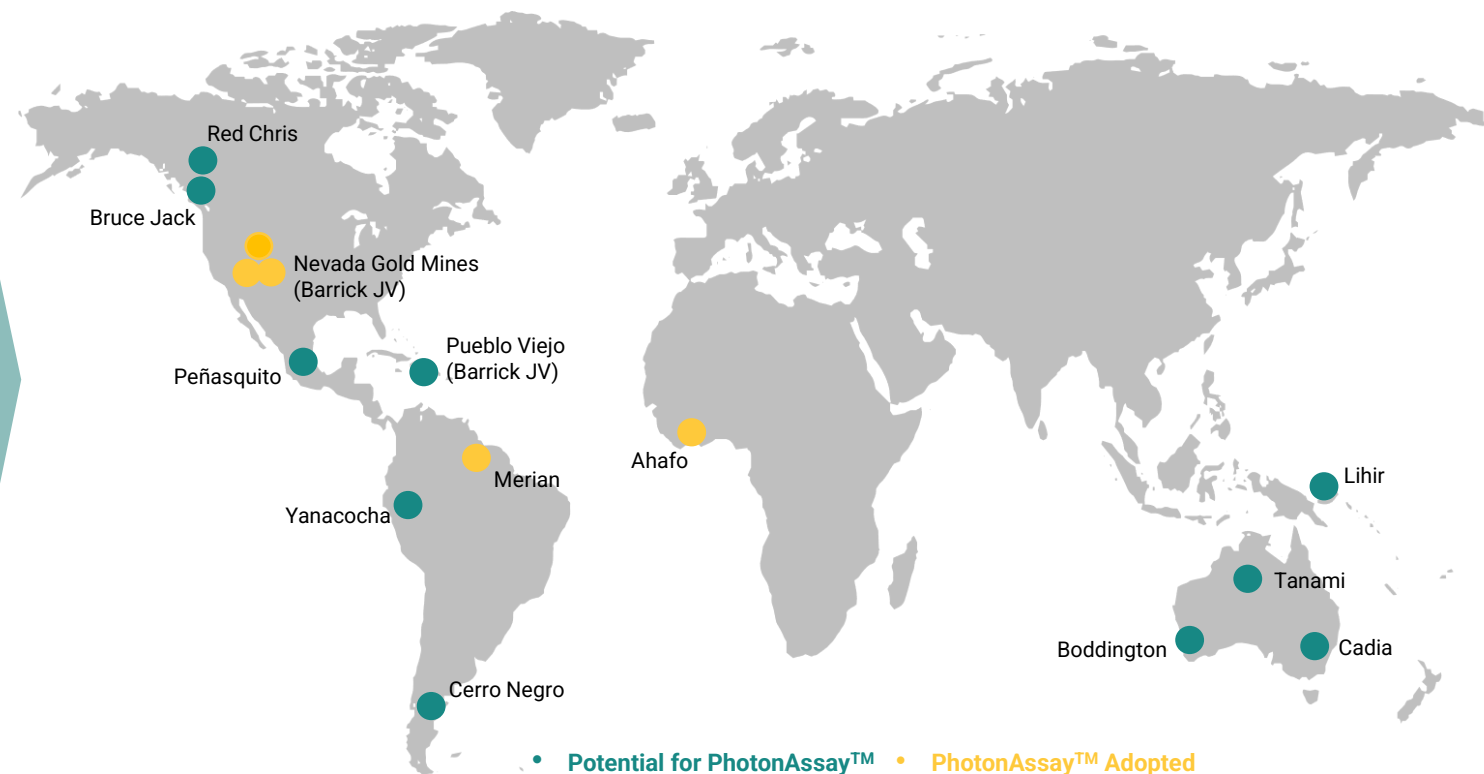 Red Chris
Bruce Jack
Nevada Gold Mines
(Barrick JV)
Pueblo Viejo
(Barrick JV)
Peñasquito
Ahafo
Merian
Lihir
Yanacocha
Tanami
Boddington
Cadia
Cerro Negro
• Potential for PhotonAssay™ • PhotonAssay™ Adopted